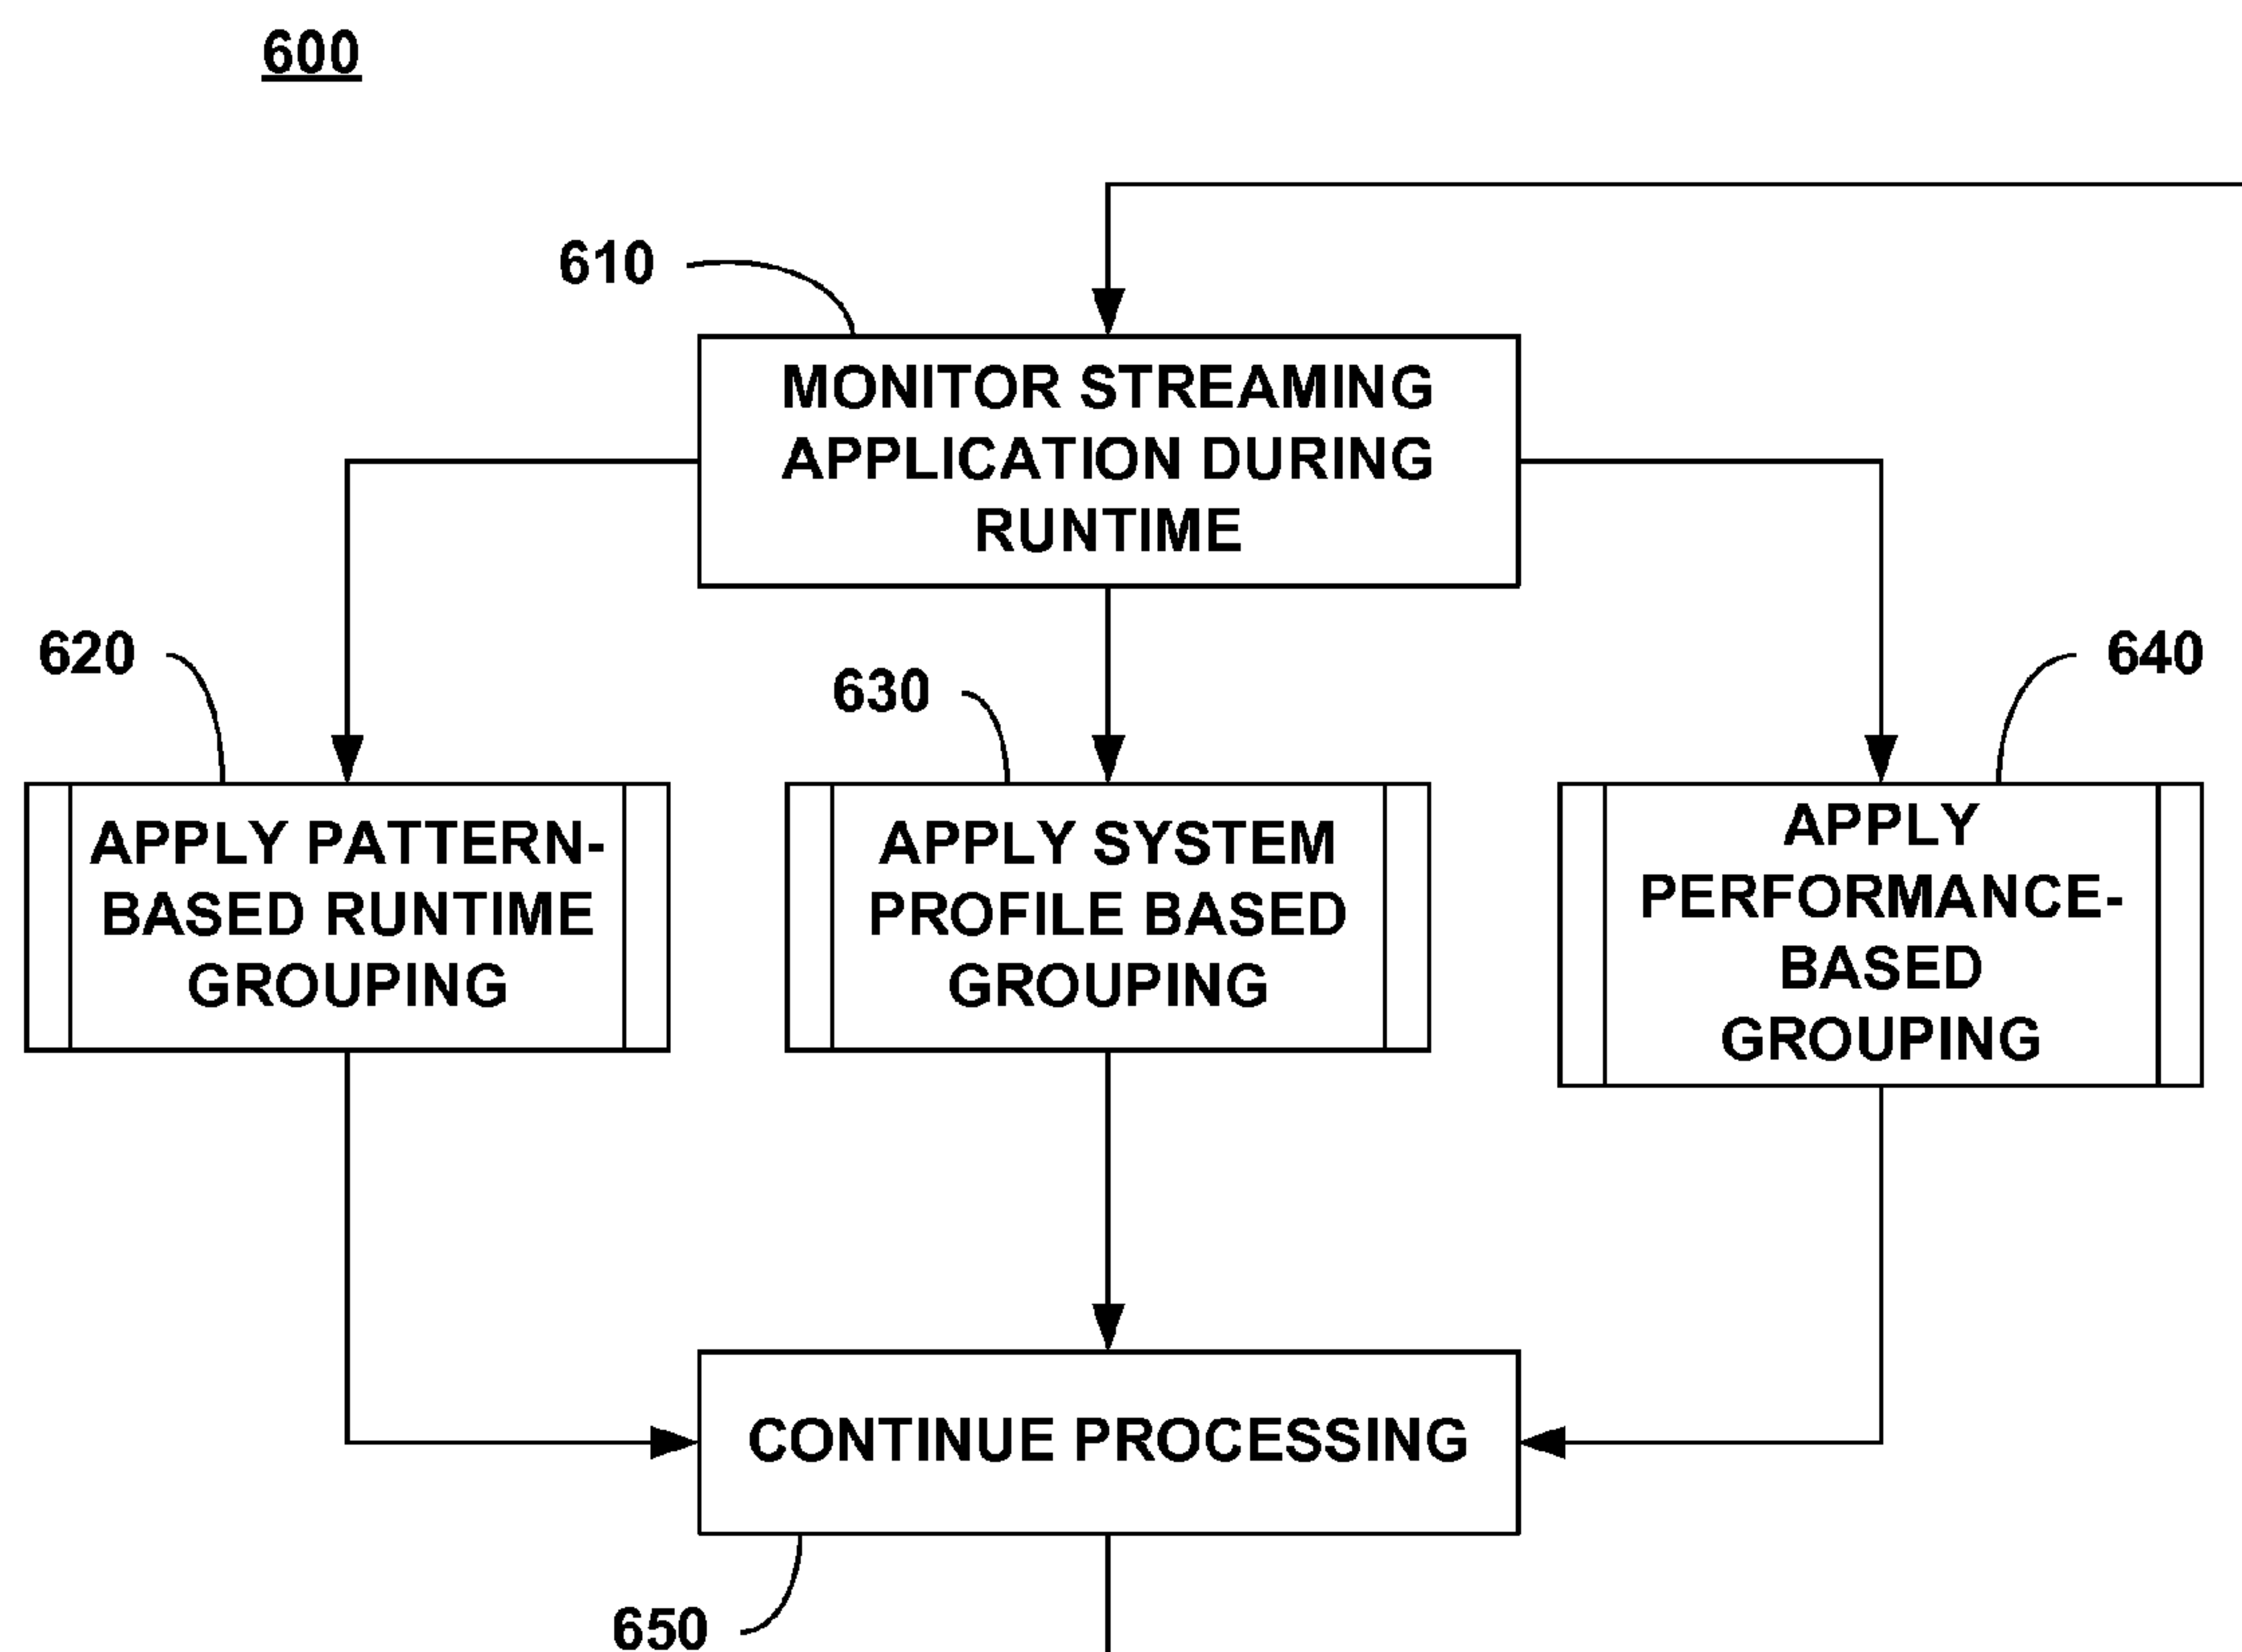 600
610
MONITOR STREAMING
APPLICATION DURING
RUNTIME
620
630
640
APPLY PATTERN-
BASED RUNTIME
GROUPING
APPLY SYSTEM
PROFILE BASED
GROUPING
APPLY
PERFORMANCE-
BASED
GROUPING
CONTINUE PROCESSING
650